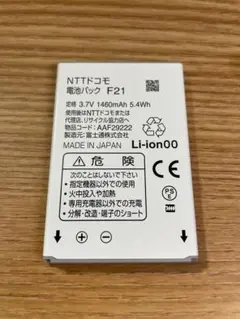 NTTドコモ
電池パック F21
定格 3.7V 1460mAh 5.4Wh
使用後はNTTドコモまたは
代理店、リサイクル協力店へ
物品コード：AAF29222
製造元：富士通株式会社
MADE IN JAPAN
Li-ion00
⚠危険
次のことはしないで下さい
・指定機器以外での使用
・火中投入や加熱
・専用充電器以外での充電
・分解・改造・端子のショート
PSE